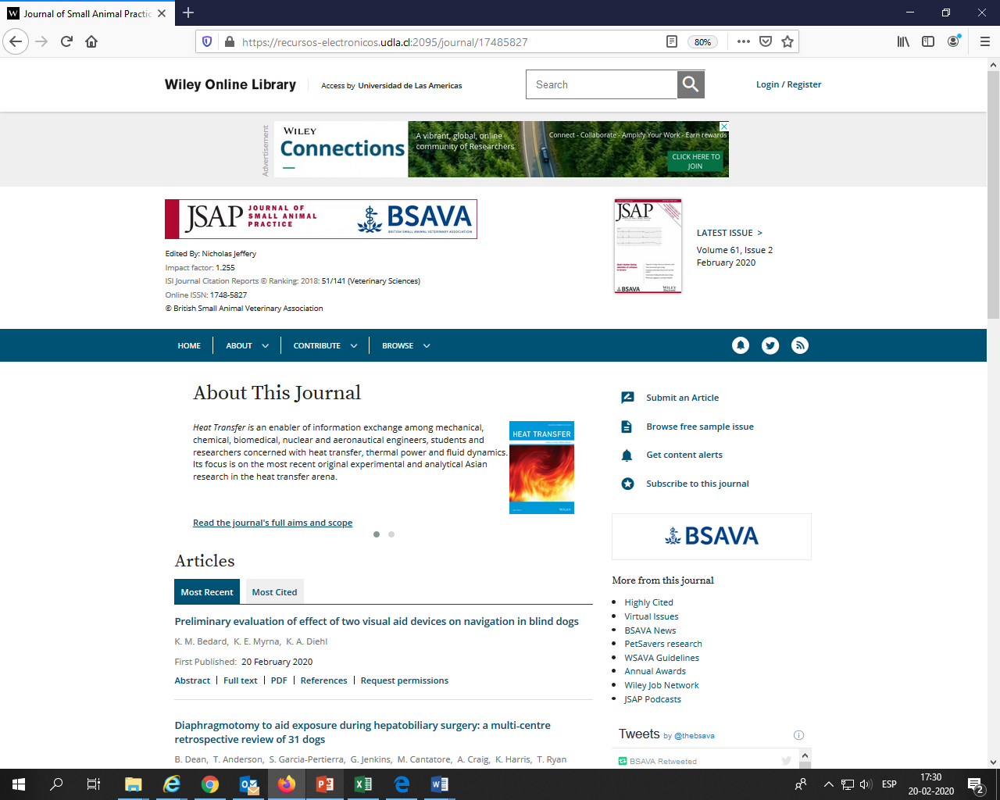 Journal of Small Animal Practic
https://recursos-electronicos.udla.cl:2095/journal/17485827
80%
Wiley Online Library
Access by Universidad de Las Americas
Search
Login / Register
Advertisement
WILEY
Connections
A vibrant, global, online
community of Researchers
Connect - Collaborate - Amplify Your Work - Earn rewards
CLICK HERE TO
JOIN
JSAP JOURNAL OF
SMALL ANIMAL
PRACTICE
BSAVA
BRITISH SMALL ANIMAL VETERINARY ASSOCIATION
Edited By: Nicholas Jeffery
Impact factor: 1.255
ISI Journal Citation Reports © Ranking: 2018: 51/141 (Veterinary Sciences)
Online ISSN: 1748-5827
© British Small Animal Veterinary Association
JSAP
BSAVA
WILEY
LATEST ISSUE >
Volume 61, Issue 2
February 2020
HOME
ABOUT
CONTRIBUTE
BROWSE
About This Journal
Heat Transfer is an enabler of information exchange among mechanical,
chemical, biomedical, nuclear and aeronautical engineers, students and
researchers concerned with heat transfer, thermal power and fluid dynamics.
Its focus is on the most recent original experimental and analytical Asian
research in the heat transfer arena.
HEAT TRANSFER
WILEY
Read the journal's full aims and scope
Submit an Article
Browse free sample issue
Get content alerts
Subscribe to this journal
BSAVA
Articles
Most Recent
Most Cited
Preliminary evaluation of effect of two visual aid devices on navigation in blind dogs
K. M. Bedard, K. E. Myrna, K. A. Diehl
First Published: 20 February 2020
Abstract | Full text | PDF | References | Request permissions
Diaphragmotomy to aid exposure during hepatobiliary surgery: a multi-centre
retrospective review of 31 dogs
B. Dean, T. Anderson, S. Garcia-Pertierra, G. Jenkins, M. Cantatore, A. Craig, K. Harris, T. Ryan
More from this journal
Highly Cited
Virtual Issues
BSAVA News
PetSavers research
WSAVA Guidelines
Annual Awards
Wiley Job Network
JSAP Podcasts
Tweets by @thebsava
BSAVA Retweeted
ESP
17:30
20-02-2020
2